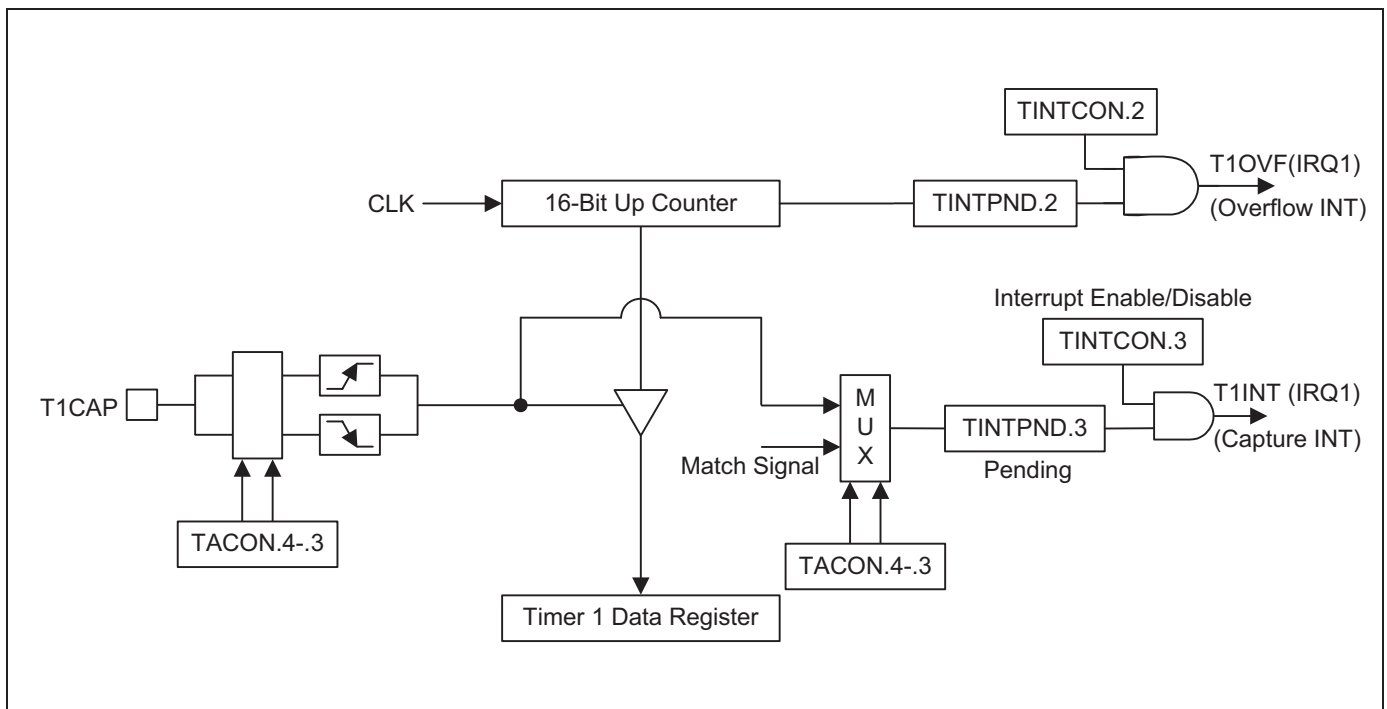 TINTCON.2
T1OVF(IRQ1)
CLK
16-Bit Up Counter
TINTPND.2
(Overflow INT)
Interrupt Enable/Disable
TINTCON.3
T1CAP
M
U
X
T1INT (IRQ1)
TINTPND.3
(Capture INT)
Match Signal
Pending
TACON.4-.3
TACON.4-.3
Timer 1 Data Register